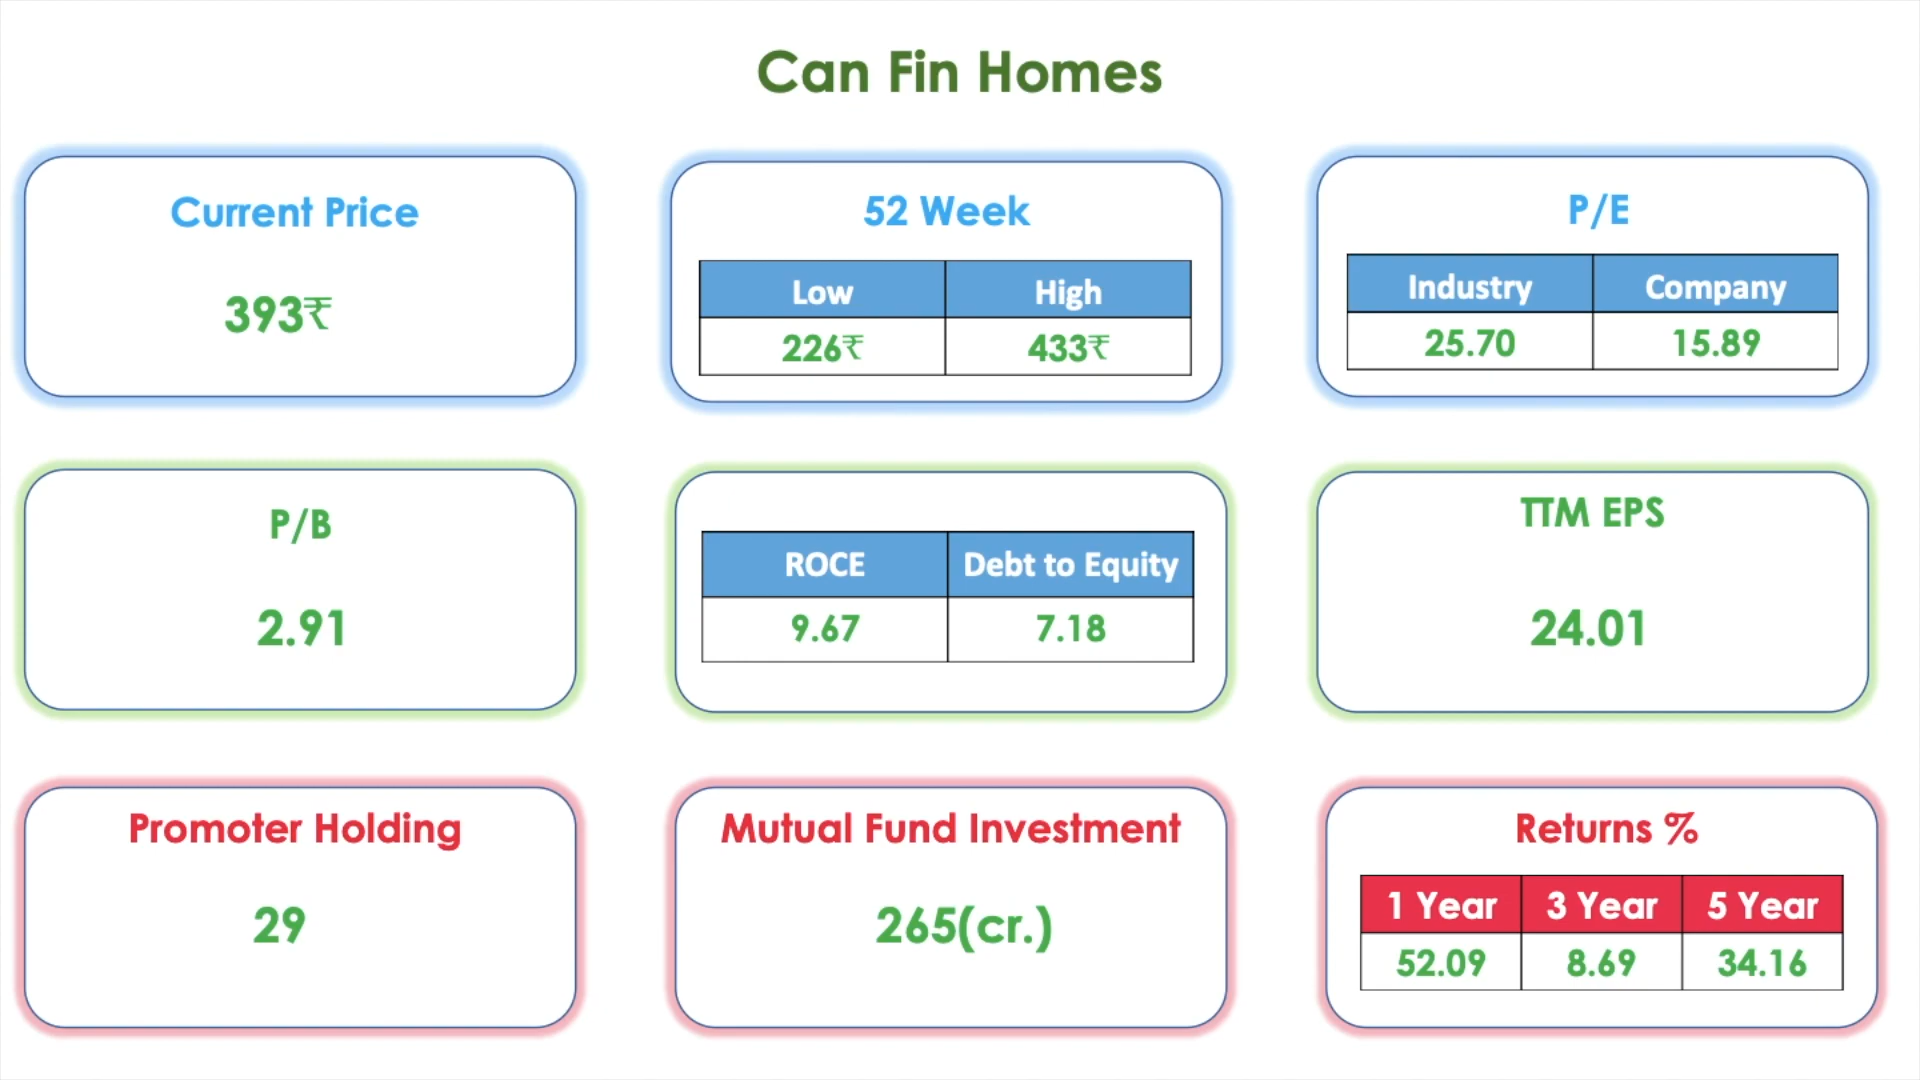 Can Fin Homes
Current Price
393₹
52 Week
Low High
226₹ 433₹
P/E
Industry Company
25.70 15.89
P/B
2.91
ROCE Debt to Equity
9.67 7.18
TTM EPS
24.01
Promoter Holding
29
Mutual Fund Investment
265(cr.)
Returns %
1 Year 3 Year 5 Year
52.09 8.69 34.16